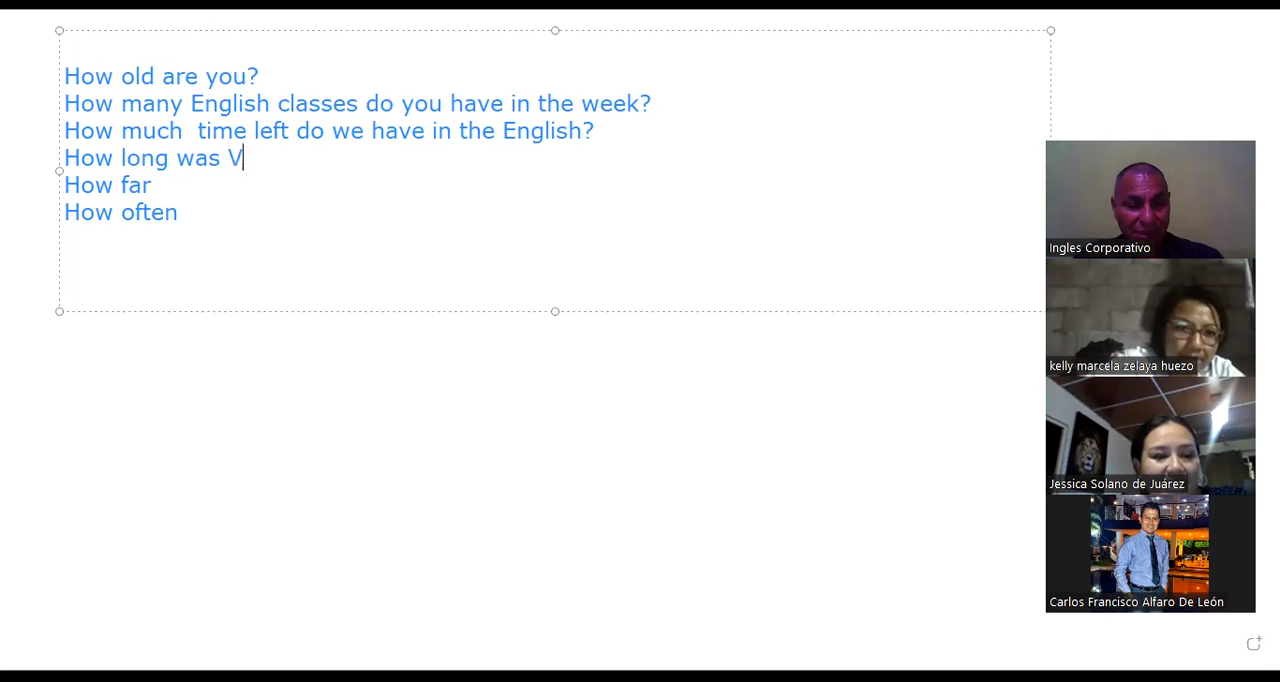 How old are you?
How many English classes do you have in the week?
How much  time left do we have in the English?
How long was V
How far
How often
Ingles Corporativo
kelly marcela zelaya huezo
Jessica Solano de Juárez
Carlos Francisco Alfaro De León